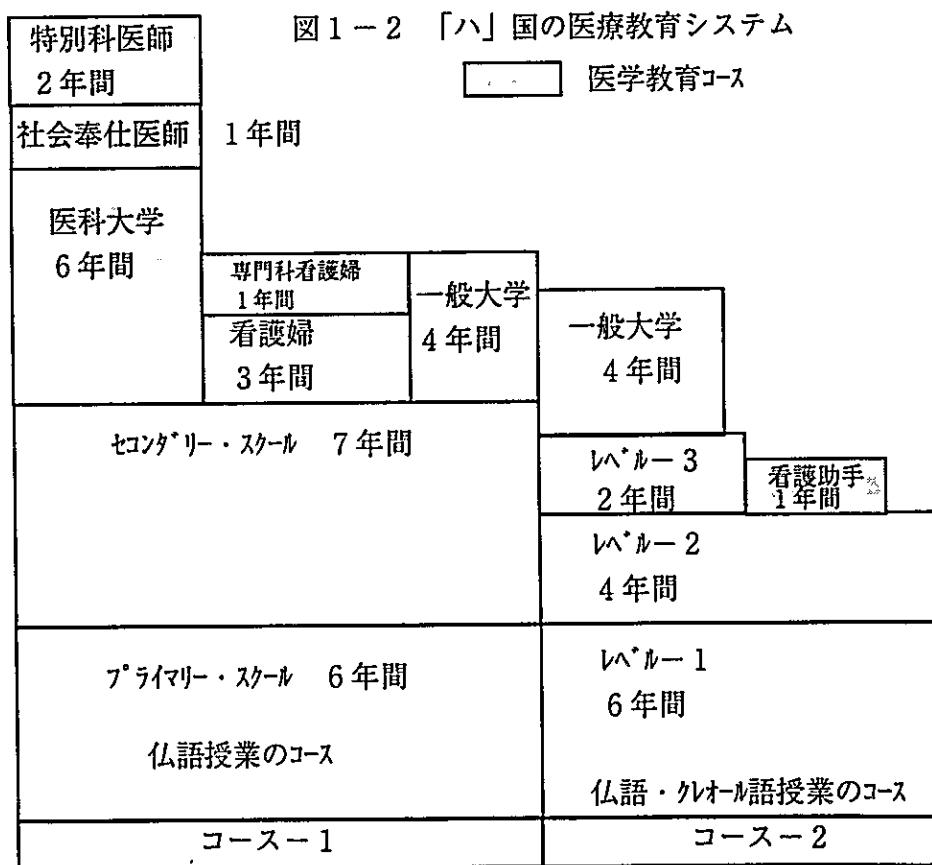 図1-2 「ハ」国の医療教育システム
医学教育コース
特別科医師
2年間
社会奉仕医師 1年間
医科大学
6年間
専門科看護婦
1年間
看護婦
3年間
一般大学
4年間
一般大学
4年間
セコンダリー・スクール 7年間
レベル-3
2年間
看護助手
1年間
レベル-2
4年間
プライマリー・スクール 6年間
仏語授業のコース
レベル-1
6年間
仏語・クレオール語授業のコース
コース-1
コース-2